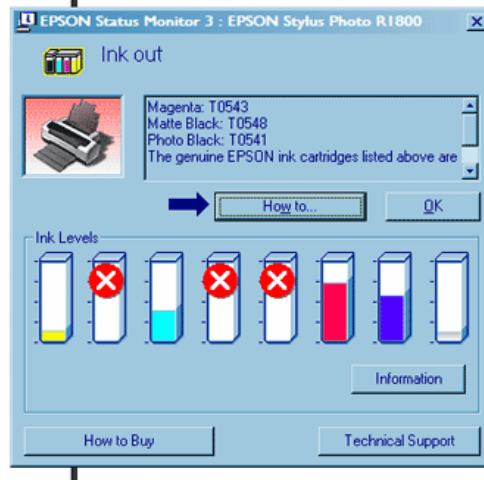 EPSON Status Monitor 3 : EPSON Stylus Photo R1800
Ink out
Magenta: T0543
Matte Black: T0548
Photo Black: T0541
The genuine EPSON ink cartridges listed above are
How to...
OK
Ink Levels
Information
How to Buy
Technical Support